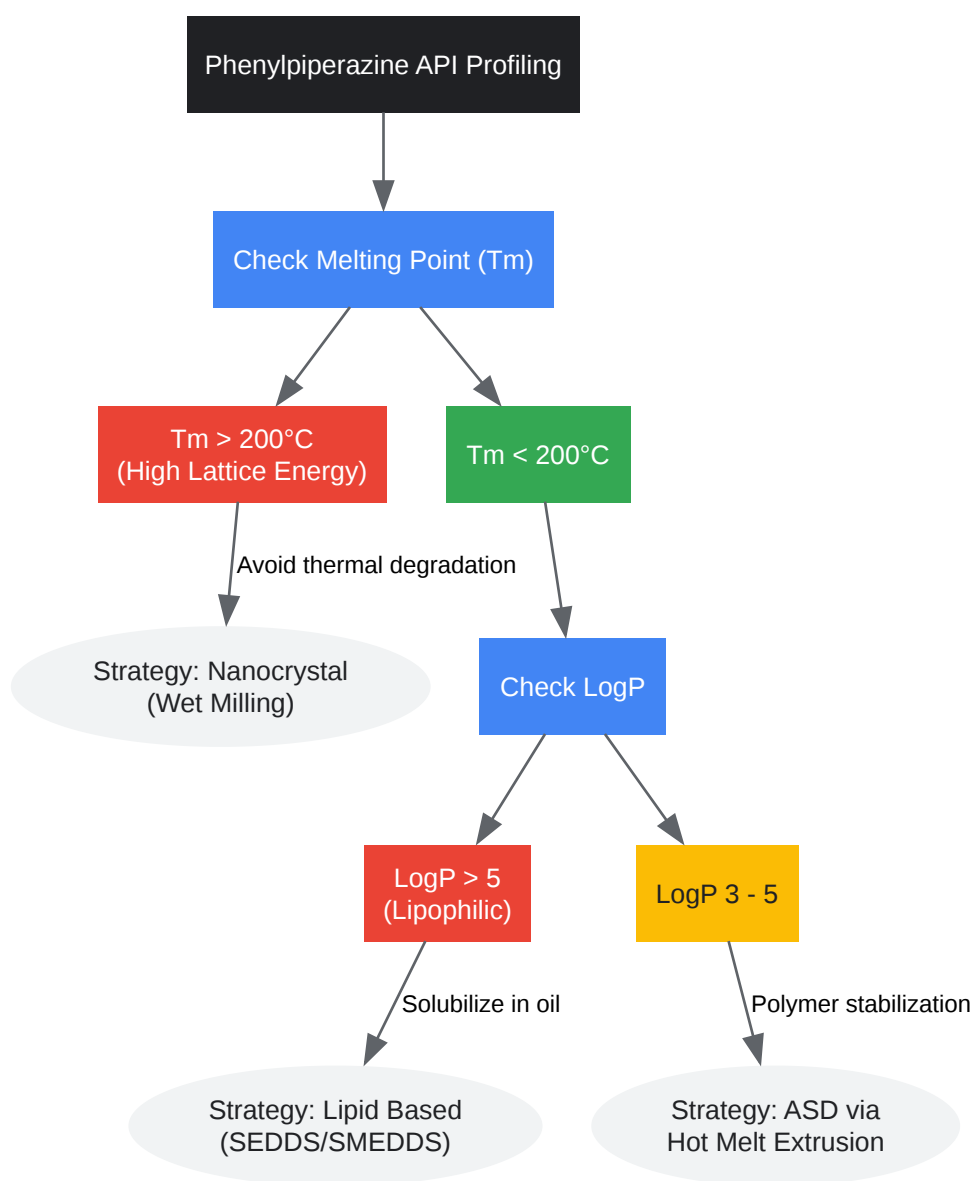 Phenylpiperazine API Profiling
Check Melting Point (Tm)
Tm > 200°C
(High Lattice Energy)
Tm < 200°C
Avoid thermal degradation
Strategy: Nanocrystal
(Wet Milling)
Check LogP
LogP > 5
(Lipophilic)
LogP 3 - 5
Solubilize in oil
Polymer stabilization
Strategy: Lipid Based
(SEDDS/SMEDDS)
Strategy: ASD via
Hot Melt Extrusion